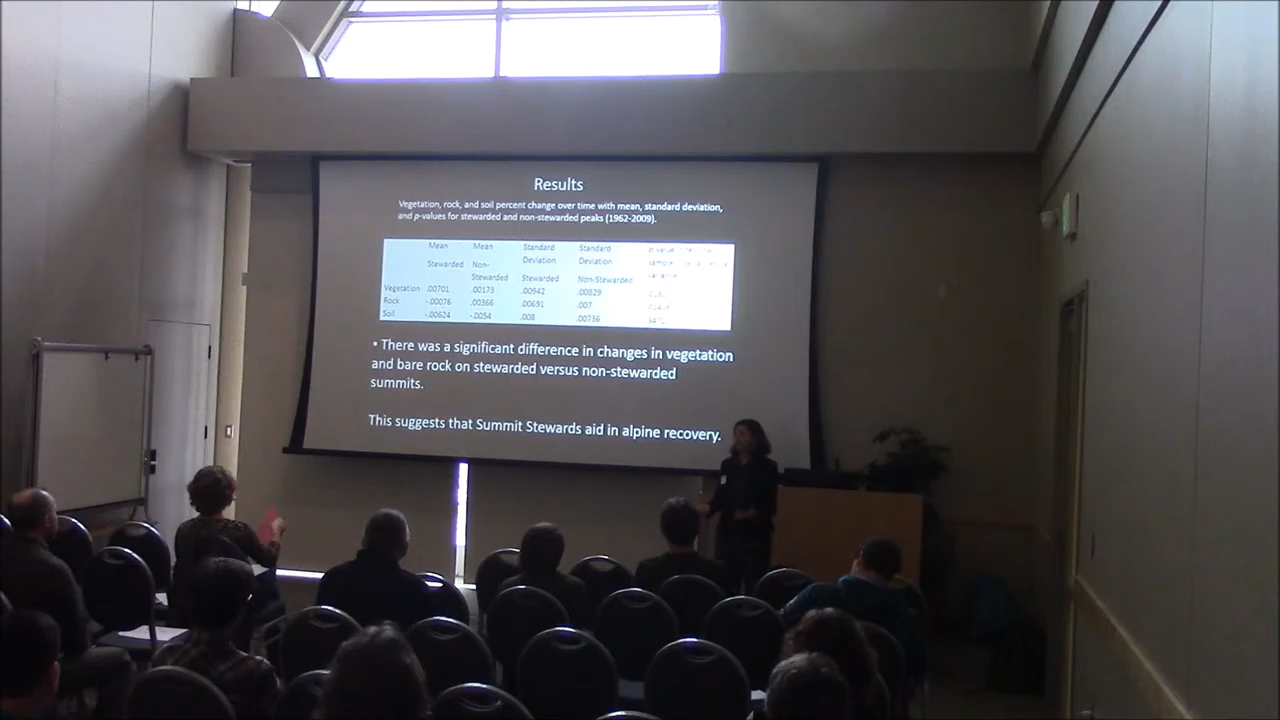 Results
Vegetation, rock, and soil percent change over time with mean, standard deviation,
and p-values for stewarded and non-stewarded peaks (1962-2009).
Mean Mean Standard Standard
Deviation Deviation
Stewarded Non- Stewarded Non-Stewarded
Stewarded
Vegetation .00701 .00173 .00942 .00829
Rock -.00076 .00366 .00691 .007
Soil -.00624 -.0054 .008 .00736
• There was a significant difference in changes in vegetation
and bare rock on stewarded versus non-stewarded
summits.
This suggests that Summit Stewards aid in alpine recovery.